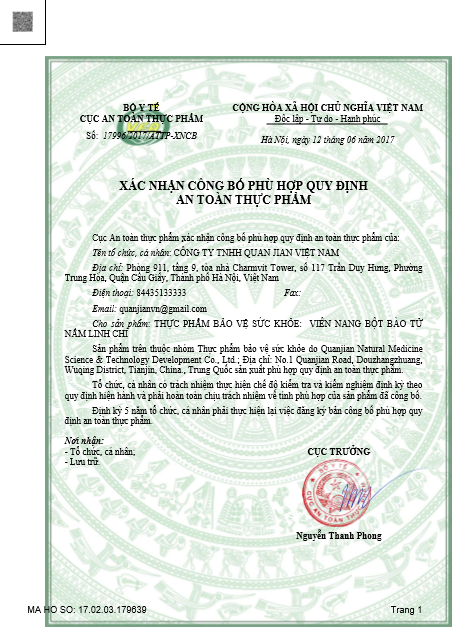 BỘ Y TẾ
CỤC AN TOÀN THỰC PHẨM
Số: 17996/2017/ATTP-XNCB
CỘNG HÒA XÃ HỘI CHỦ NGHĨA VIỆT NAM
Độc lập - Tự do - Hạnh phúc
Hà Nội, ngày 12 tháng 06 năm 2017
XÁC NHẬN CÔNG BỐ PHÙ HỢP QUY ĐỊNH
AN TOÀN THỰC PHẨM
Cục An toàn thực phẩm xác nhận công bố phù hợp quy định an toàn thực phẩm của:
Tên tổ chức, cá nhân: CÔNG TY TNHH QUAN JIAN VIỆT NAM
Địa chỉ: Phòng 911, tầng 9, tòa nhà Charmvit Tower, số 117 Trần Duy Hưng, Phường
Trung Hòa, Quận Cầu Giấy, Thành phố Hà Nội, Việt Nam
Điện thoại: 84435133333 Fax:
Email: quanjianvn@gmail.com
Cho sản phẩm: THỰC PHẨM BẢO VỆ SỨC KHỎE: VIÊN NANG BỘT BÀO TỬ
NẤM LINH CHI
Sản phẩm trên thuộc nhóm Thực phẩm bảo vệ sức khỏe do Quanjian Natural Medicine
Science & Technology Development Co., Ltd.; Địa chỉ: No.1 Quanjian Road, Douzhangzhuang,
Wuqing District, Tianjin, China., Trung Quốc sản xuất phù hợp quy định an toàn thực phẩm.
Tổ chức, cá nhân có trách nhiệm thực hiện chế độ kiểm tra và kiểm nghiệm định kỳ theo
quy định hiện hành và phải hoàn toàn chịu trách nhiệm về tính phù hợp của sản phẩm đã công bố.
Định kỳ 5 năm tổ chức, cá nhân phải thực hiện lại việc đăng ký bản công bố phù hợp quy
định an toàn thực phẩm.
Nơi nhận:
- Tổ chức, cá nhân;
- Lưu trữ.
CỤC TRƯỞNG
Nguyễn Thanh Phong
MA HO SO: 17.02.03.179639
Trang 1